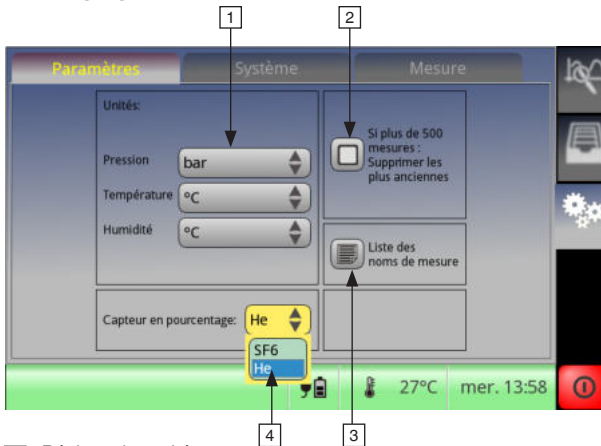 1
2
Paramètres
Système
Mesure
Unités:
Pression
bar
Température
°C
Humidité
°C
Si plus de 500
mesures :
Supprimer les
plus anciennes
Liste des
noms de mesure
Capteur en pourcentage:
He
SF6
He
27°C
mer. 13:58
4
3